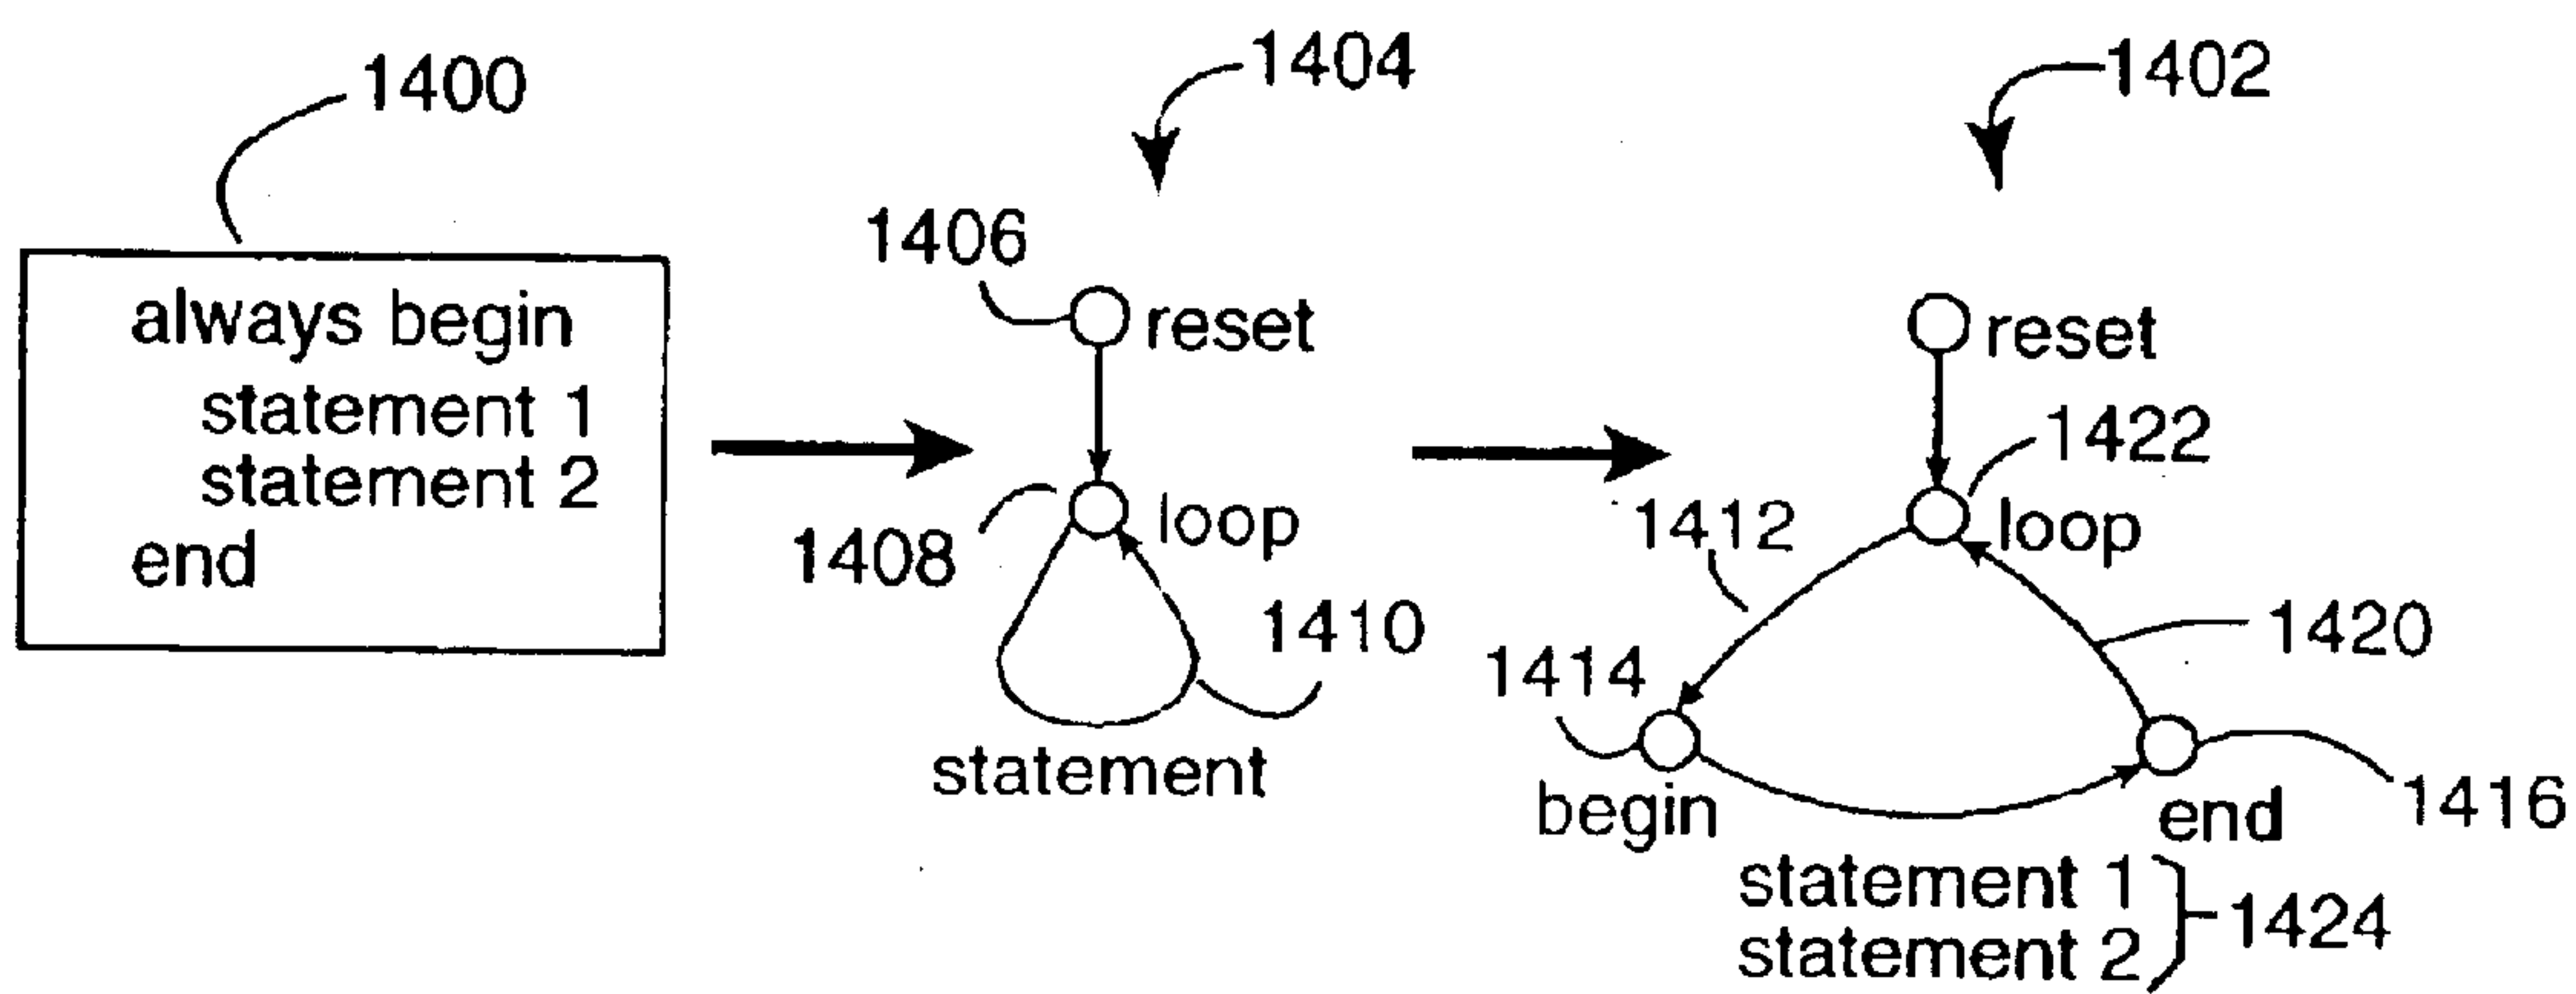 1400
always begin
statement 1
statement 2
end
1404
1406
reset
1408
loop
1410
statement
1402
reset
1422
loop
1412
1420
1414
begin
1416
end
statement 1
statement 2
1424